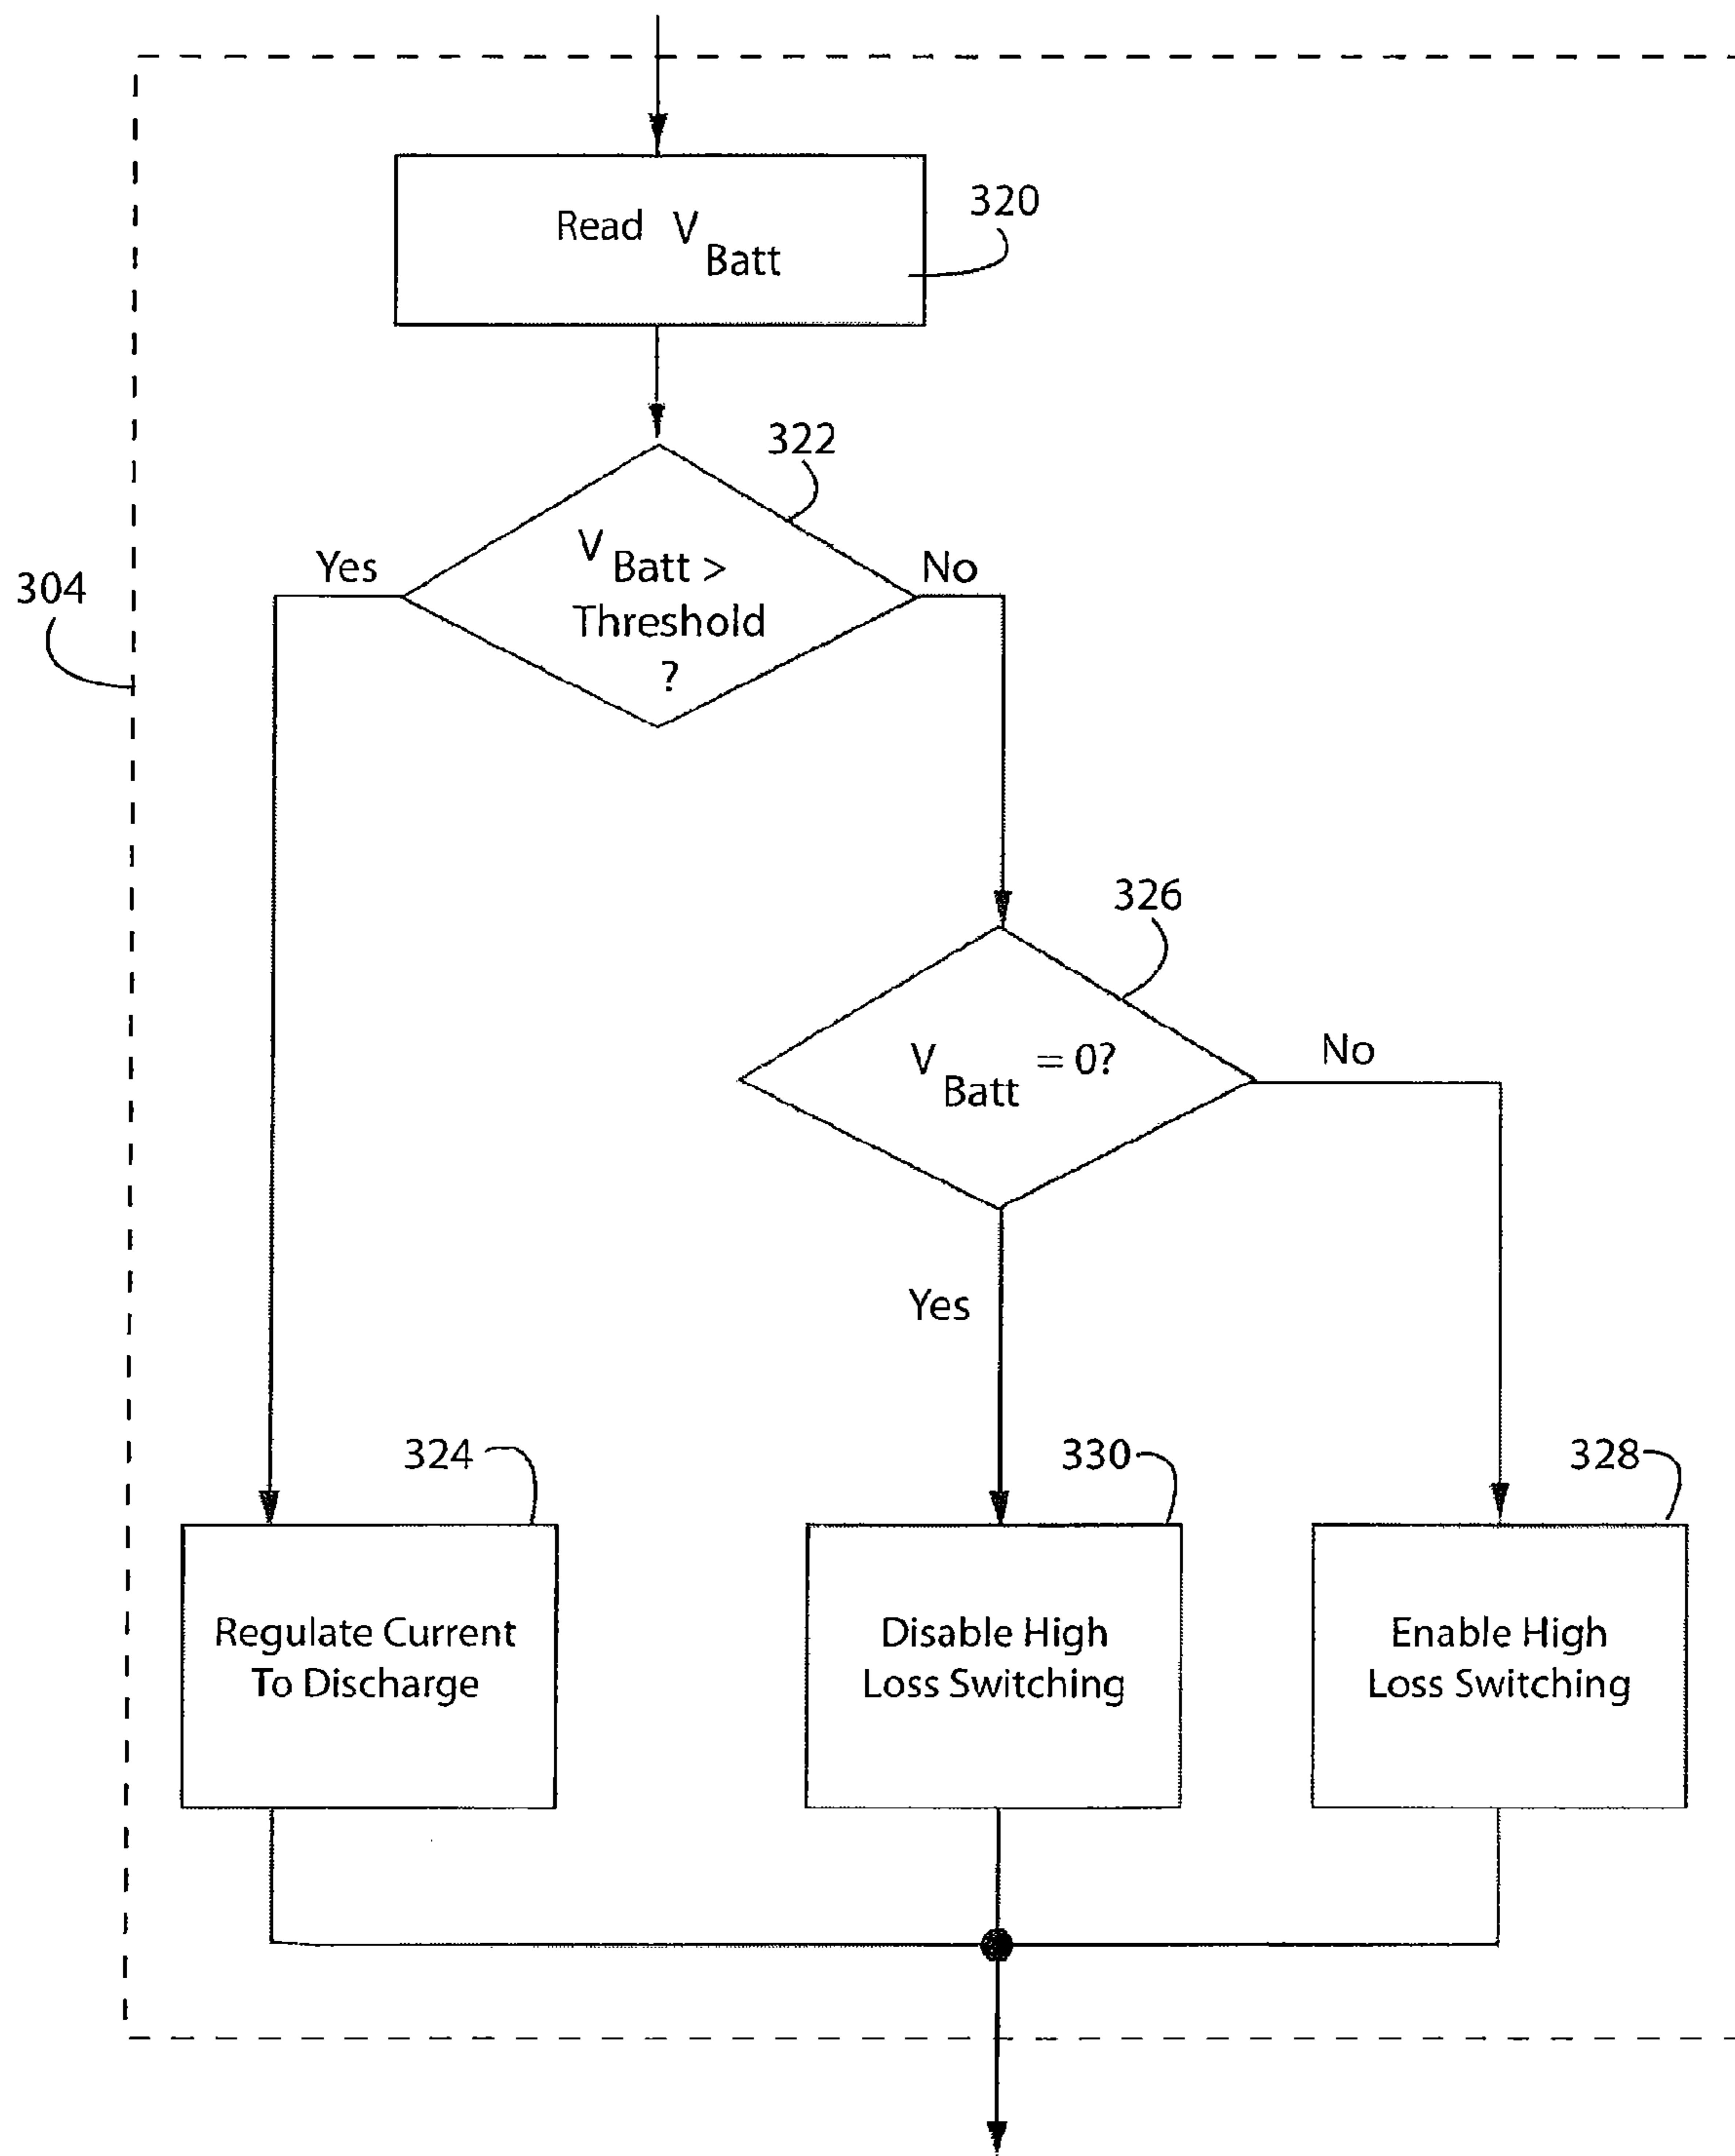 Read V Batt
320
322
V Batt >
Threshold
?
Yes
No
304
326
V Batt = 0?
No
Yes
324
330
328
Regulate Current
To Discharge
Disable High
Loss Switching
Enable High
Loss Switching